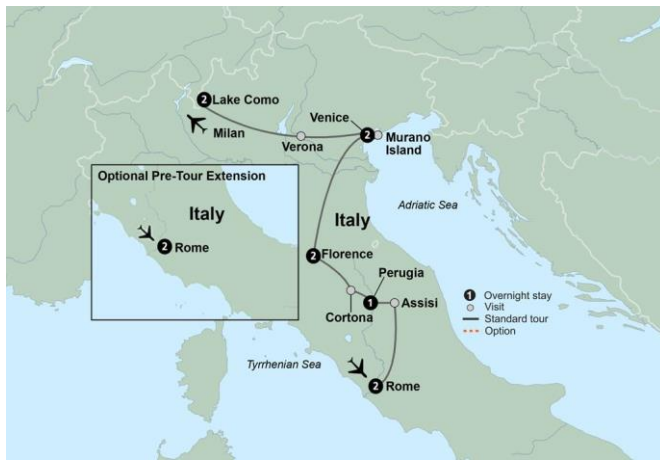 2 Lake Como
Milan
Verona
Venice
2
Murano
Island
Optional Pre-Tour Extension
Italy
2 Rome
Italy
Adriatic Sea
2 Florence
Perugia
1
Assisi
Cortona
Tyrrhenian Sea
2 Rome
1 Overnight stay
Visit
Standard tour
Option